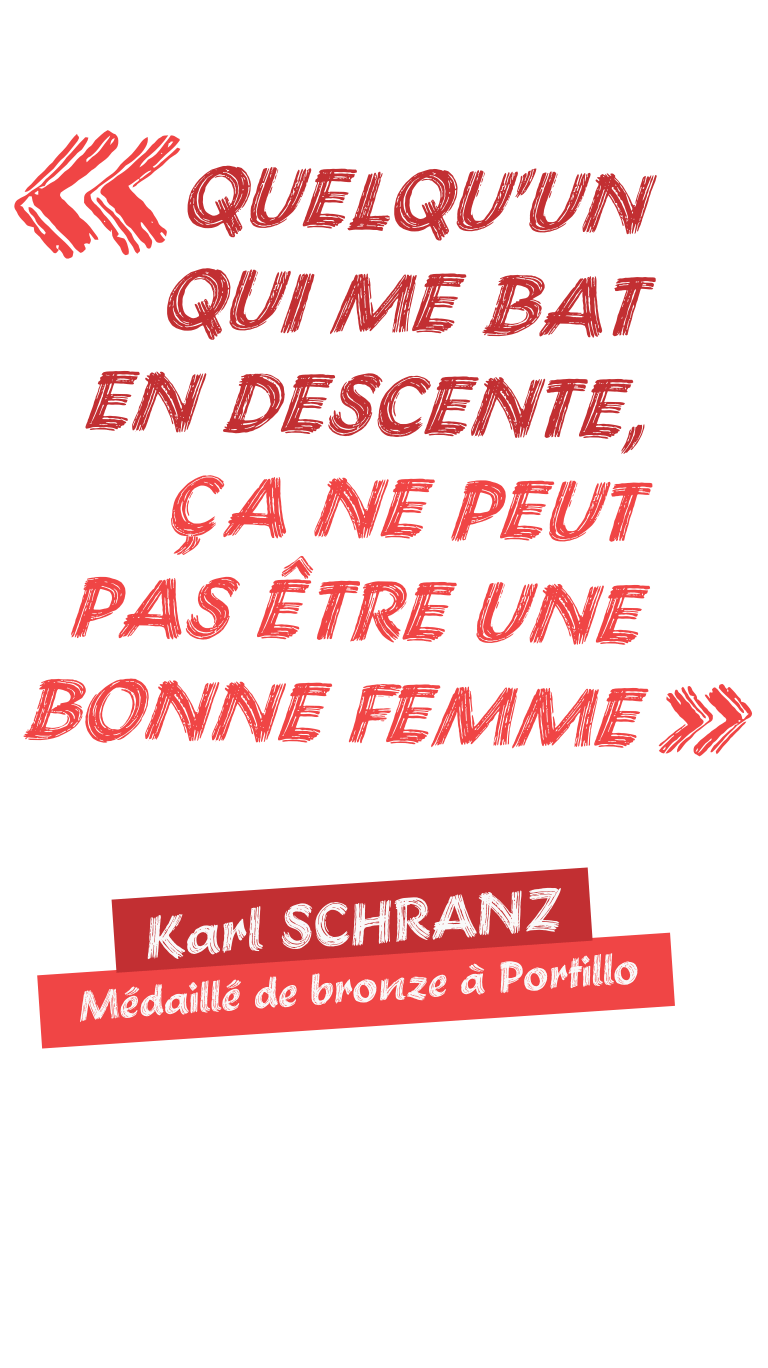 « QUELQU'UN
QUI ME BAT
EN DESCENTE,
ÇA NE PEUT
PAS ÊTRE UNE
BONNE FEMME »
Karl SCHRANZ
Médaillé de bronze à Portillo